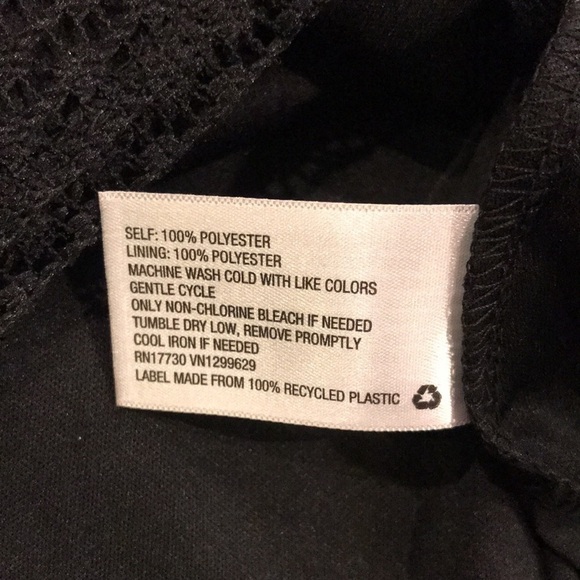 SELF: 100% POLYESTER
LINING: 100% POLYESTER
MACHINE WASH COLD WITH LIKE COLORS
GENTLE CYCLE
ONLY NON-CHLORINE BLEACH IF NEEDED
TUMBLE DRY LOW, REMOVE PROMPTLY
COOL IRON IF NEEDED
RN17730 VN1299629
LABEL MADE FROM 100% RECYCLED PLASTIC